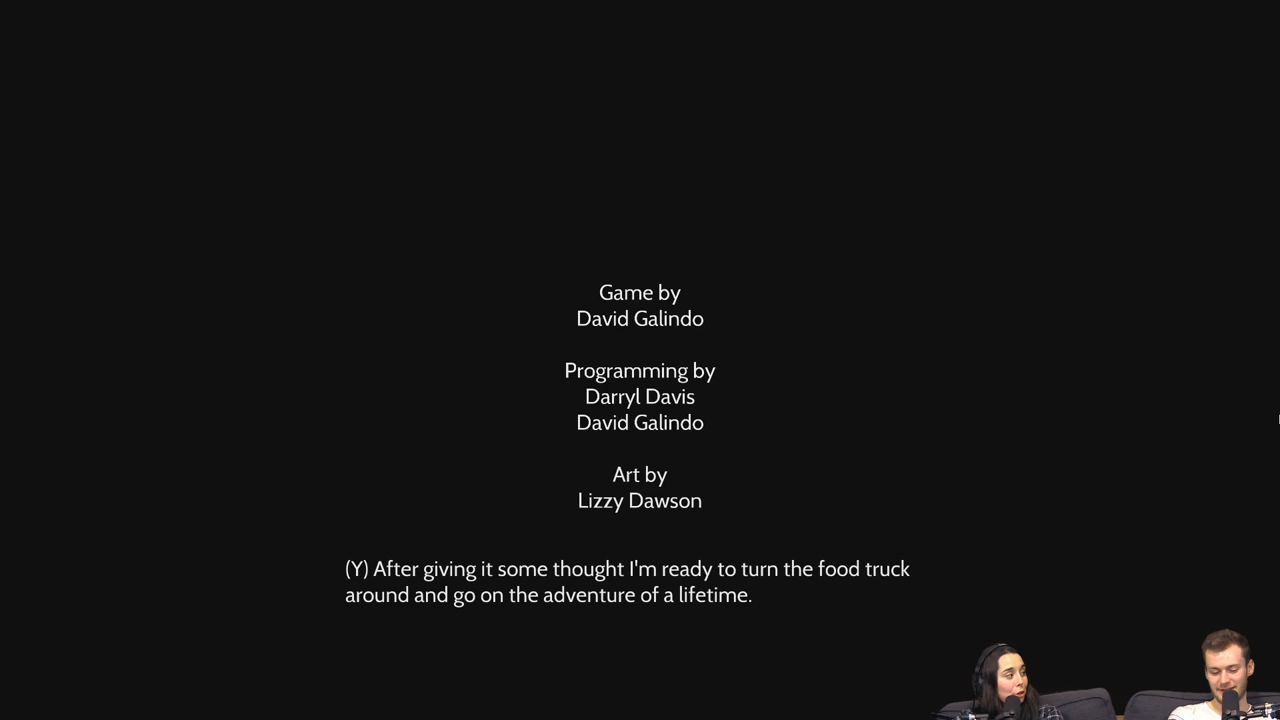 Game by
David Galindo
Programming by
Darryl Davis
David Galindo
Art by
Lizzy Dawson
(Y) After giving it some thought I'm ready to turn the food truck
around and go on the adventure of a lifetime.